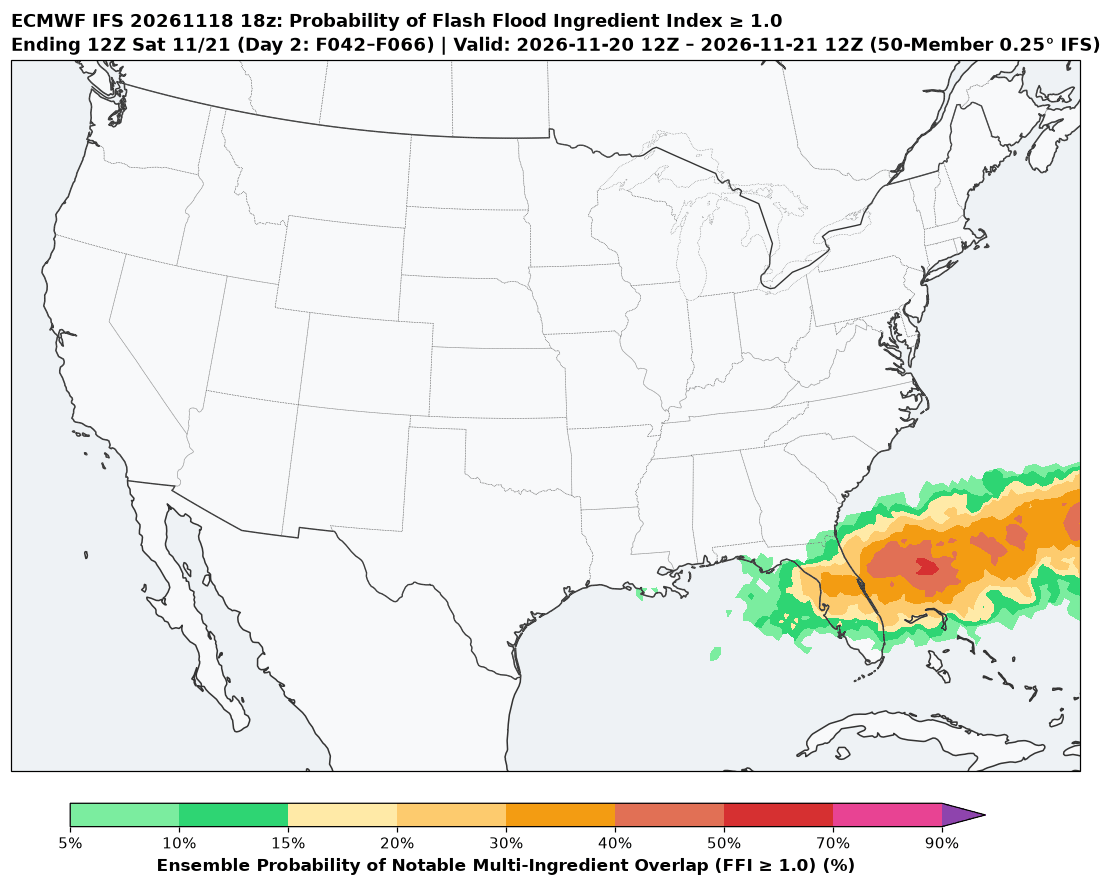 ECMWF IFS 20261118 18z: Probability of Flash Flood Ingredient Index ≥ 1.0
Ending 12Z Sat 11/21 (Day 2: F042–F066) | Valid: 2026-11-20 12Z – 2026-11-21 12Z (50-Member 0.25° IFS)
5% 10% 15% 20% 30% 40% 50% 70% 90%
Ensemble Probability of Notable Multi-Ingredient Overlap (FFI ≥ 1.0) (%)